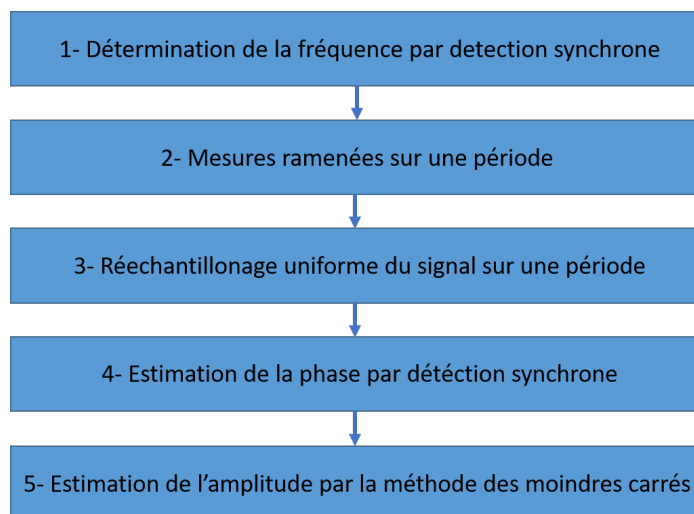 1- Détermination de la fréquence par detection synchrone
2- Mesures ramenées sur une période
3- Réechantillonage uniforme du signal sur une période
4- Estimation de la phase par détéction synchrone
5- Estimation de l’amplitude par la méthode des moindres carrés